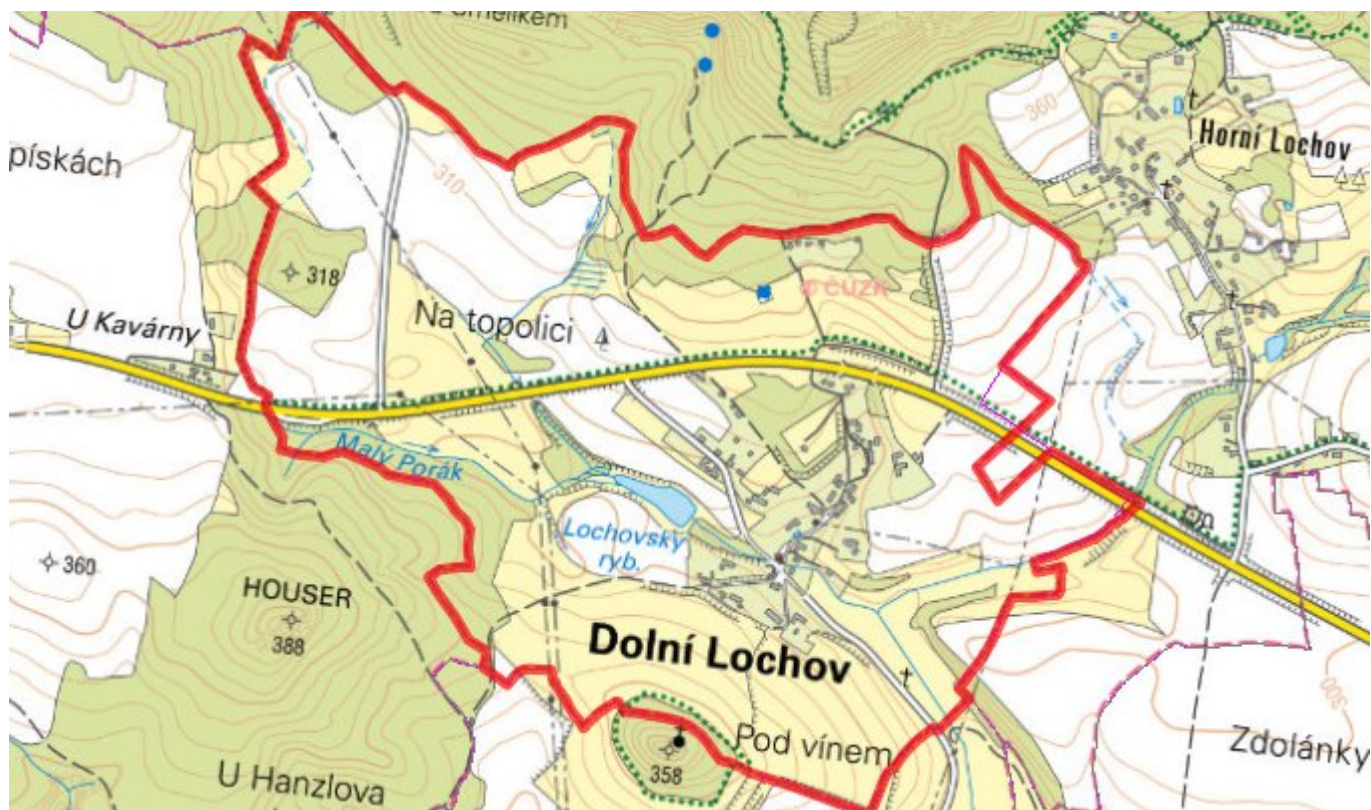 Smelíkem
360
Horní Lochov
pískách
310
318
© ČÚZK
Na topolici
U Kavárny
Malý Porák
Lochovský
ryb.
360
HOUSER
388
Dolní Lochov
300
Pod vínem
Zdolánky
358
U Hanzlova